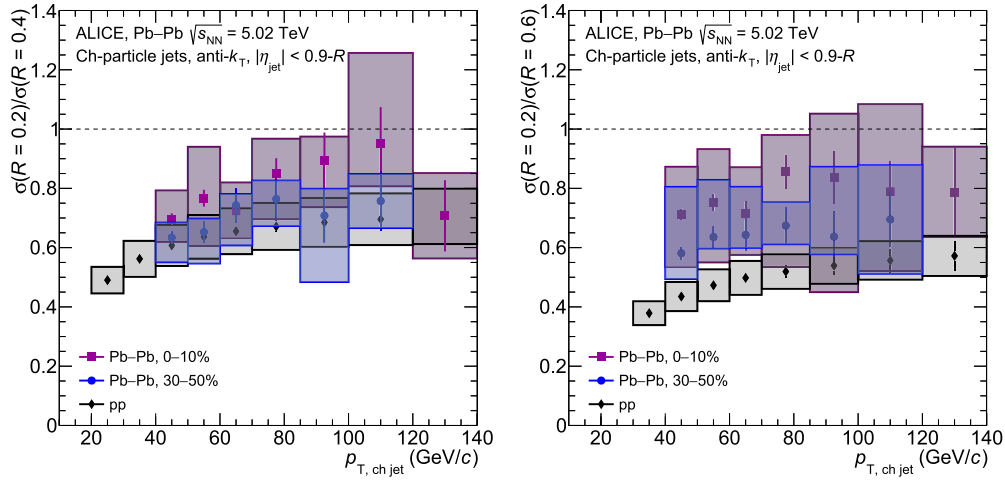 ALICE, Pb–Pb √sNN = 5.02 TeV
Ch-particle jets, anti-kT, |ηjet| < 0.9-R
σ(R = 0.2)/σ(R = 0.4)
1.4
1.2
1
0.8
0.6
0.4
0.2
0
Pb–Pb, 0–10%
Pb–Pb, 30–50%
pp
20 40 60 80 100 120 140
pT, ch jet (GeV/c)
ALICE, Pb–Pb √sNN = 5.02 TeV
Ch-particle jets, anti-kT, |ηjet| < 0.9-R
σ(R = 0.2)/σ(R = 0.6)
1.4
1.2
1
0.8
0.6
0.4
0.2
0
Pb–Pb, 0–10%
Pb–Pb, 30–50%
pp
20 40 60 80 100 120 140
pT, ch jet (GeV/c)